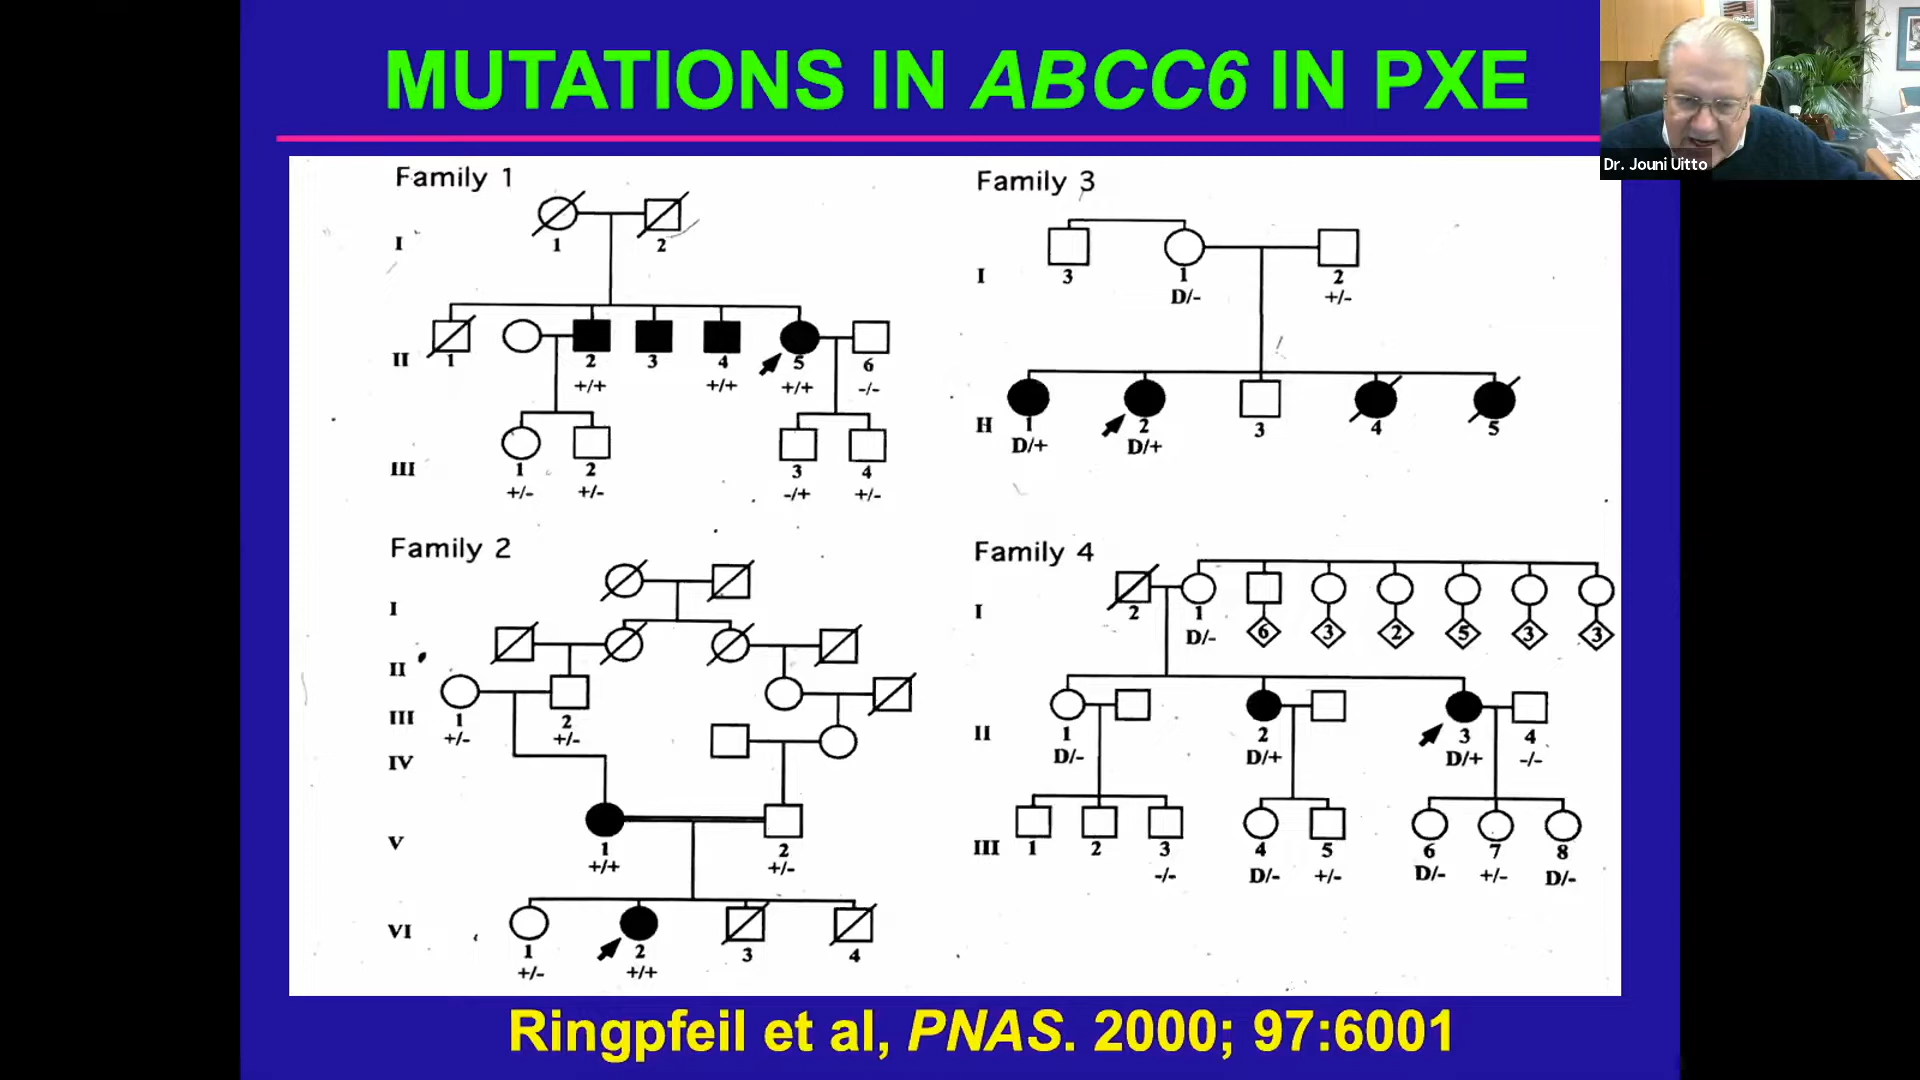 MUTATIONS IN ABCC6 IN PXE
Dr. Jouni Uitto
Family 1
I
1 2
II
1 2 3 4 5 6
+/+ +/+ +/+ -/-
III
1 2 3 4
+/- +/- -/+ +/-
Family 2
I
II
III
1 2
+/- +/-
IV
V
1 2
+/+ +/-
VI
1 2 3 4
+/- +/+
Family 3
I
3 1 2
D/- +/-
H
1 2 3 4 5
D/+ D/+
Family 4
I
2 1 6 3 2 5 3 3
D/-
II
1 2 3 4
D/- D/+ D/+ -/-
III
1 2 3 4 5 6 7 8
-/- D/- +/- D/- +/- D/-
Ringpfeil et al, PNAS. 2000; 97:6001